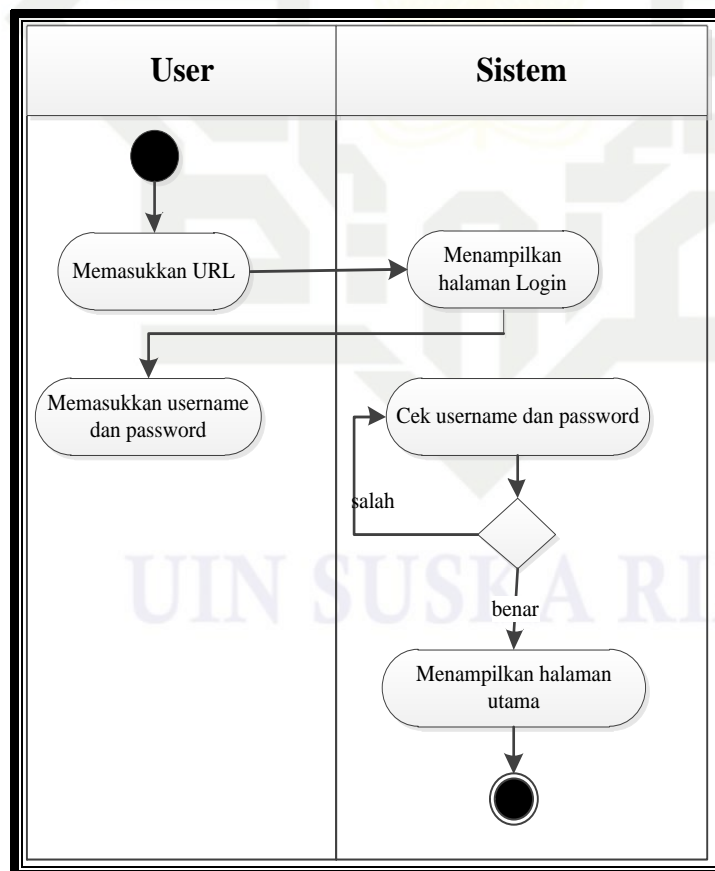 User
Sistem
Memasukkan URL
Menampilkan
halaman Login
Memasukkan username
dan password
Cek username dan password
salah
benar
Menampilkan halaman
utama
UIN SUSKA RI